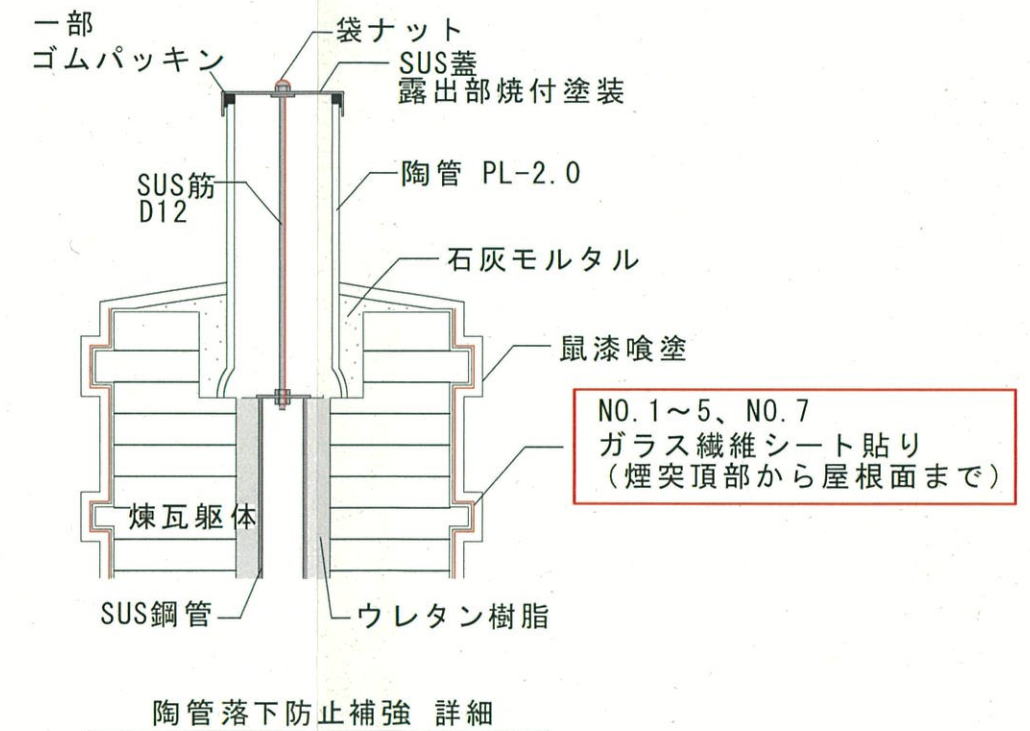 一部
ゴムパッキン
袋ナット
SUS蓋
露出部焼付塗装
SUS筋
D12
陶管 PL-2.0
石灰モルタル
鼠漆喰塗
NO.1~5、NO.7
ガラス繊維シート貼り
(煙突頂部から屋根面まで)
煉瓦躯体
SUS鋼管
ウレタン樹脂
陶管落下防止補強 詳細